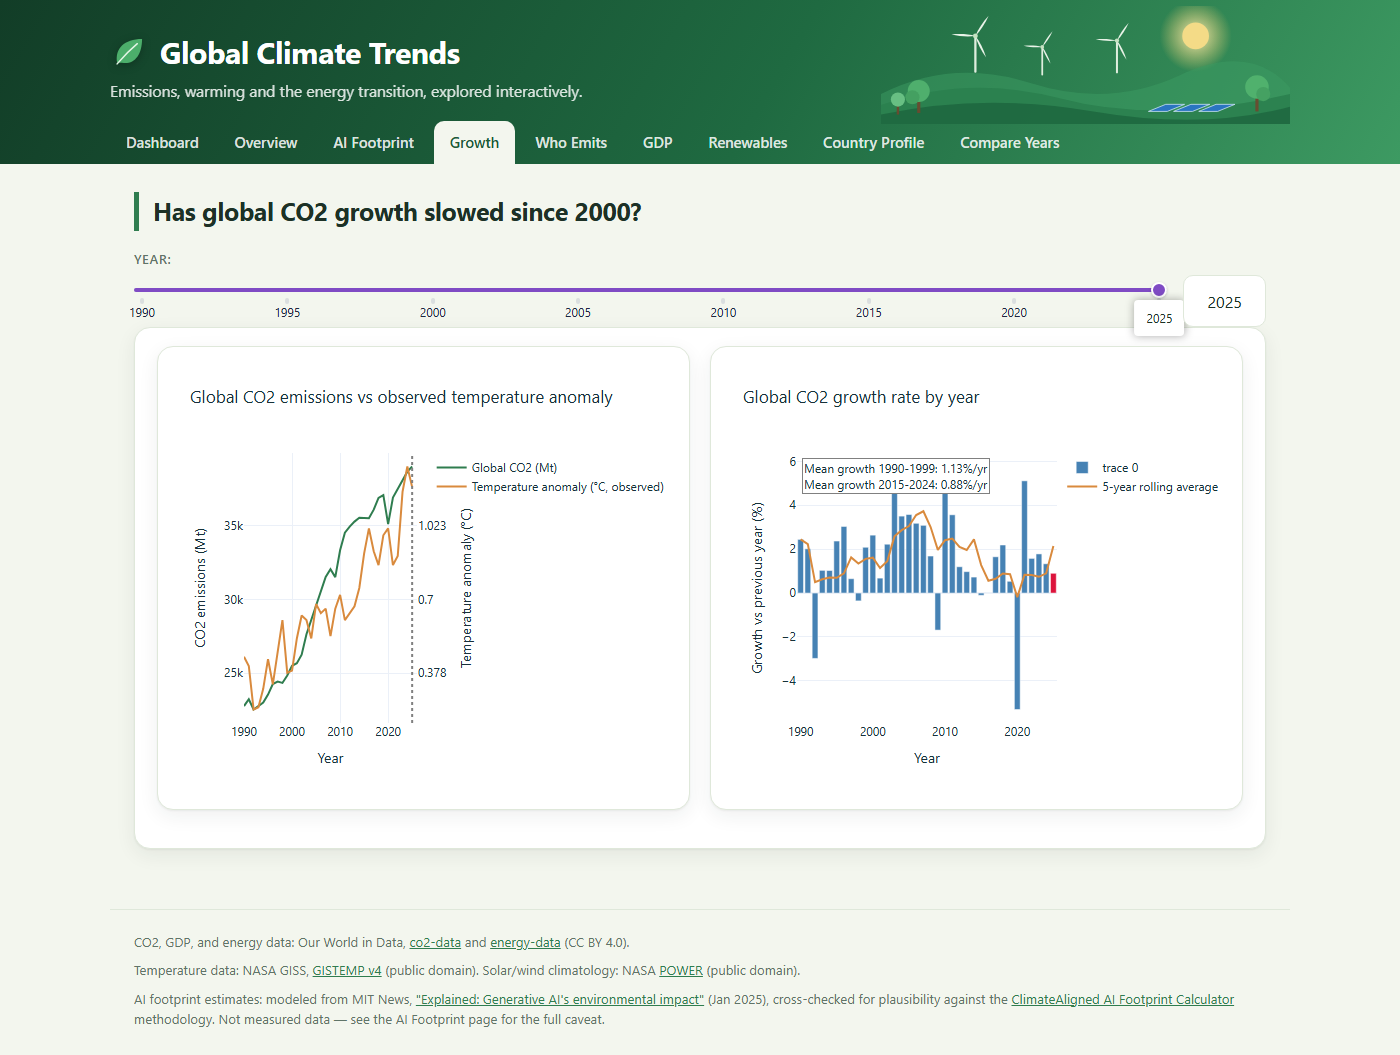 Global Climate Trends
Emissions, warming and the energy transition, explored interactively.
Dashboard Overview AI Footprint Growth Who Emits GDP Renewables Country Profile Compare Years
Has global CO2 growth slowed since 2000?
YEAR:
1990 1995 2000 2005 2010 2015 2020
2025
2025
Global CO2 emissions vs observed temperature anomaly
Global CO2 (Mt)
Temperature anomaly (°C, observed)
CO2 emissions (Mt)
35k
30k
25k
1.023
0.7
0.378
Temperature anomaly (°C)
1990 2000 2010 2020
Year
Global CO2 growth rate by year
Mean growth 1990-1999: 1.13%/yr
Mean growth 2015-2024: 0.88%/yr
trace 0
5-year rolling average
Growth vs previous year (%)
6
4
2
0
−2
−4
1990 2000 2010 2020
Year
CO2, GDP, and energy data: Our World in Data, co2-data and energy-data (CC BY 4.0).
Temperature data: NASA GISS, GISTEMP v4 (public domain). Solar/wind climatology: NASA POWER (public domain).
AI footprint estimates: modeled from MIT News, "Explained: Generative AI's environmental impact" (Jan 2025), cross-checked for plausibility against the ClimateAligned AI Footprint Calculator
methodology. Not measured data — see the AI Footprint page for the full caveat.